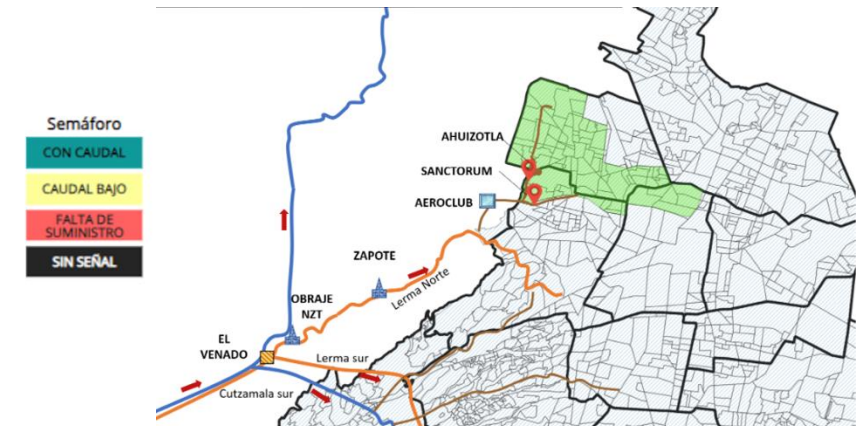 Semáforo
CON CAUDAL
CAUDAL BAJO
FALTA DE
SUMINISTRO
SIN SEÑAL
AHUIZOTLA
SANCTORUM
AEROCLUB
ZAPOTE
Lerma Norte
OBRAJE
NZT
EL
VENADO
Lerma sur
Cutzamala sur